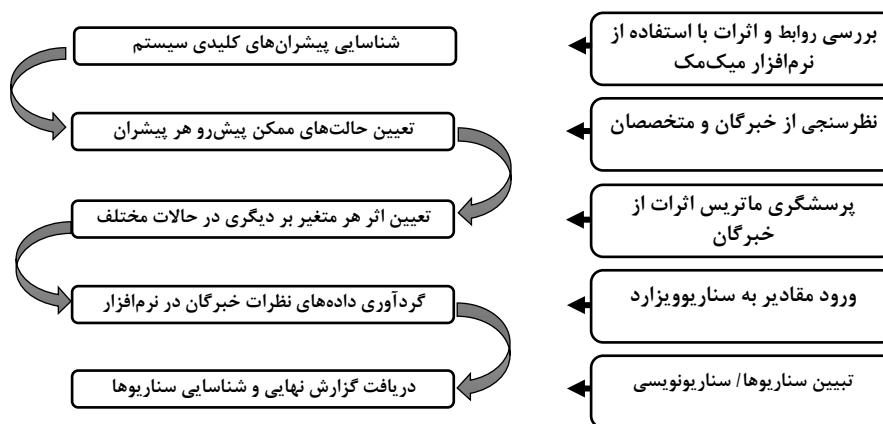 بررسی روابط و اثرات با استفاده از
نرم‌افزار میک‌مک
شناسایی پیشران‌های کلیدی سیستم
نظرسنجی از خبرگان و متخصصان
تعیین حالت‌های ممکن پیش‌رو هر پیشران
پرسشگری ماتریس اثرات از
خبرگان
تعیین اثر هر متغیر بر دیگری در حالات مختلف
ورود مقادیر به سناریوویزارد
گردآوری داده‌های نظرات خبرگان در نرم‌افزار
تبیین سناریوها/ سناریونویسی
دریافت گزارش نهایی و شناسایی سناریوها